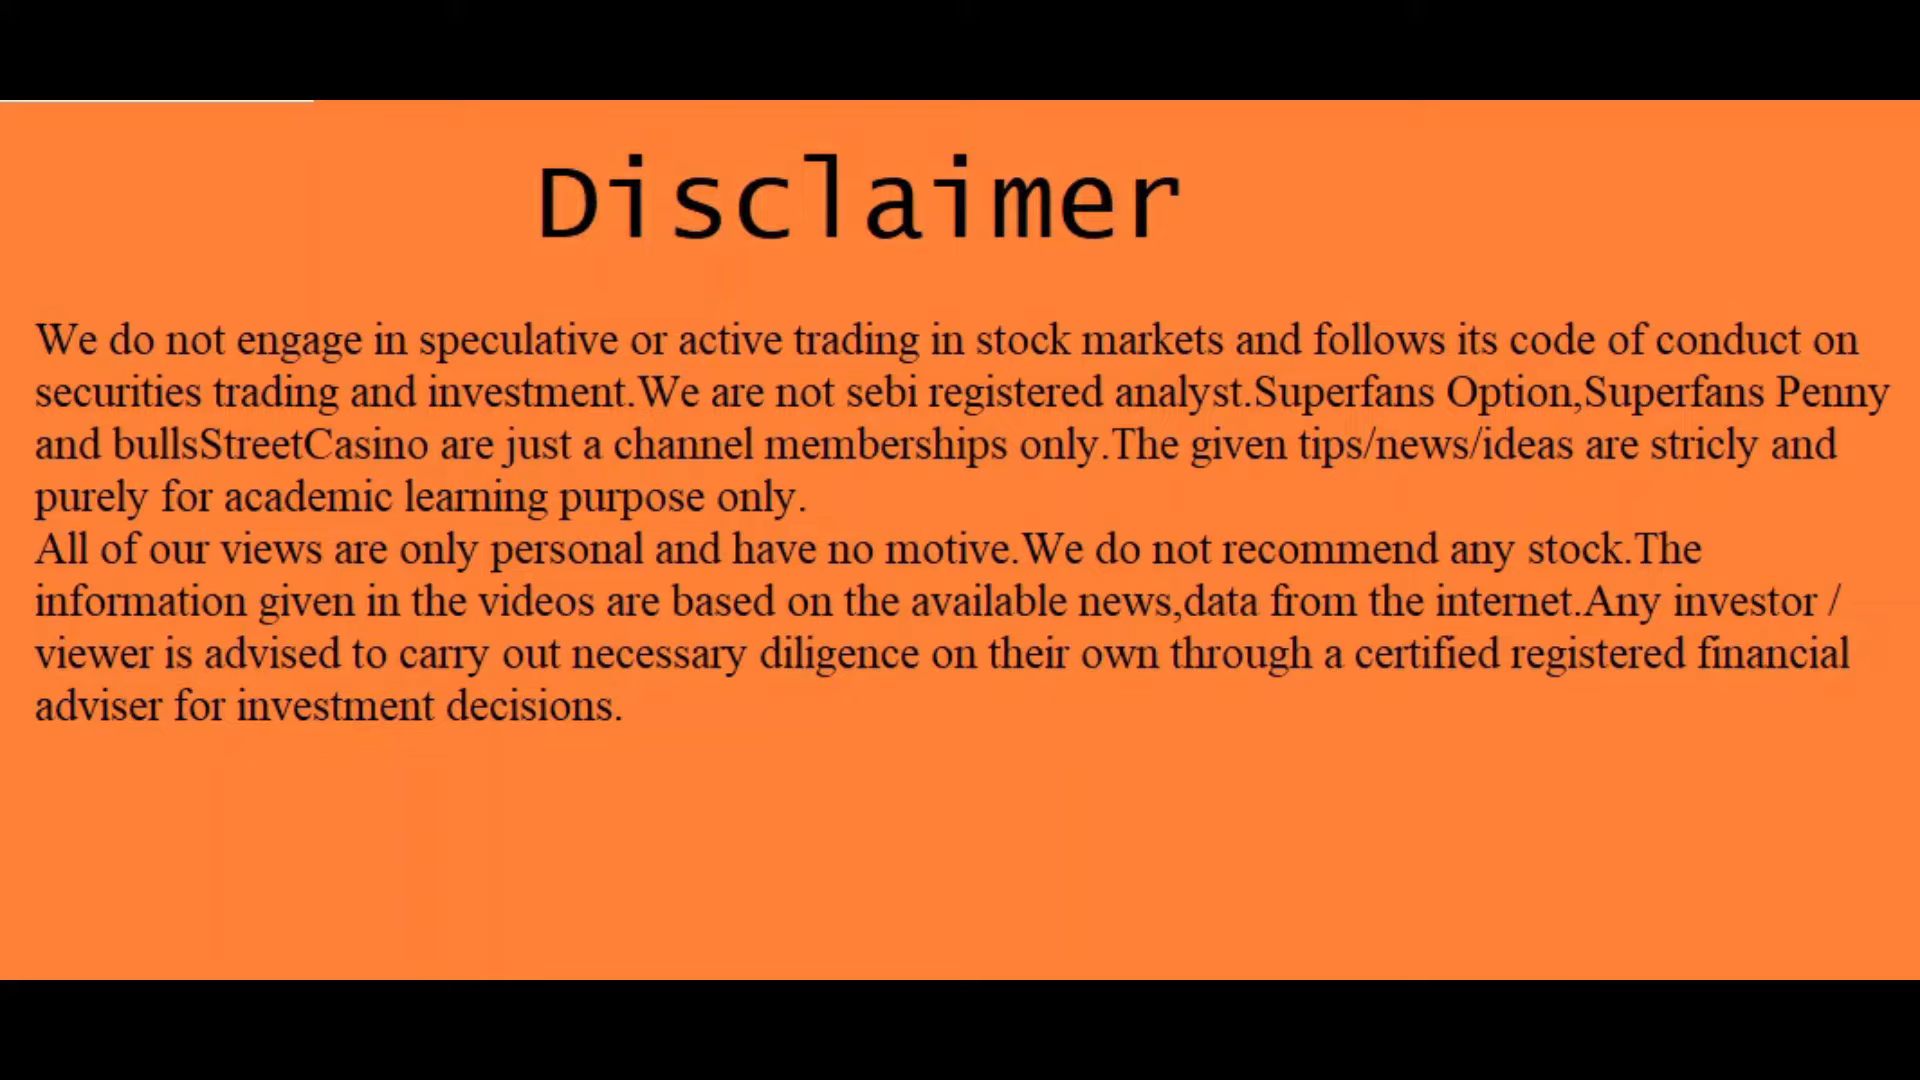 Disclaimer
We do not engage in speculative or active trading in stock markets and follows its code of conduct on
securities trading and investment.We are not sebi registered analyst.Superfans Option,Superfans Penny
and bullsStreetCasino are just a channel memberships only.The given tips/news/ideas are stricly and
purely for academic learning purpose only.
All of our views are only personal and have no motive.We do not recommend any stock.The
information given in the videos are based on the available news,data from the internet.Any investor /
viewer is advised to carry out necessary diligence on their own through a certified registered financial
adviser for investment decisions.